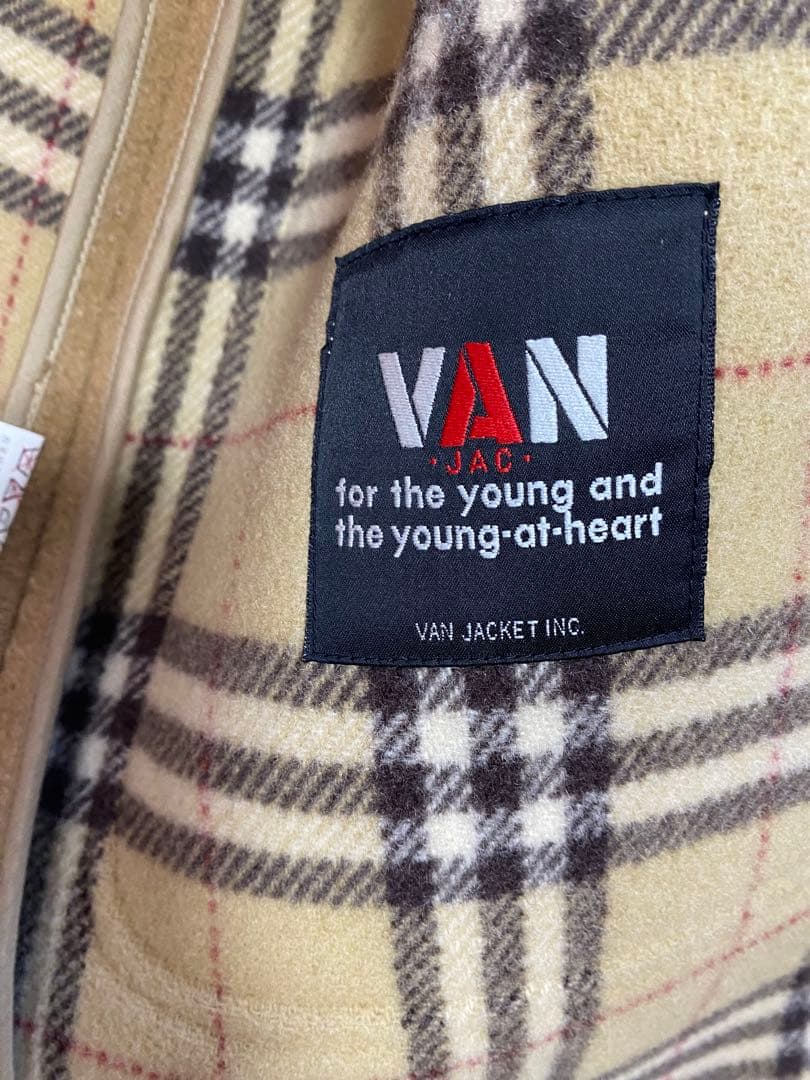 VAN
·JAC·
for the young and
the young-at-heart
VAN JACKET INC.